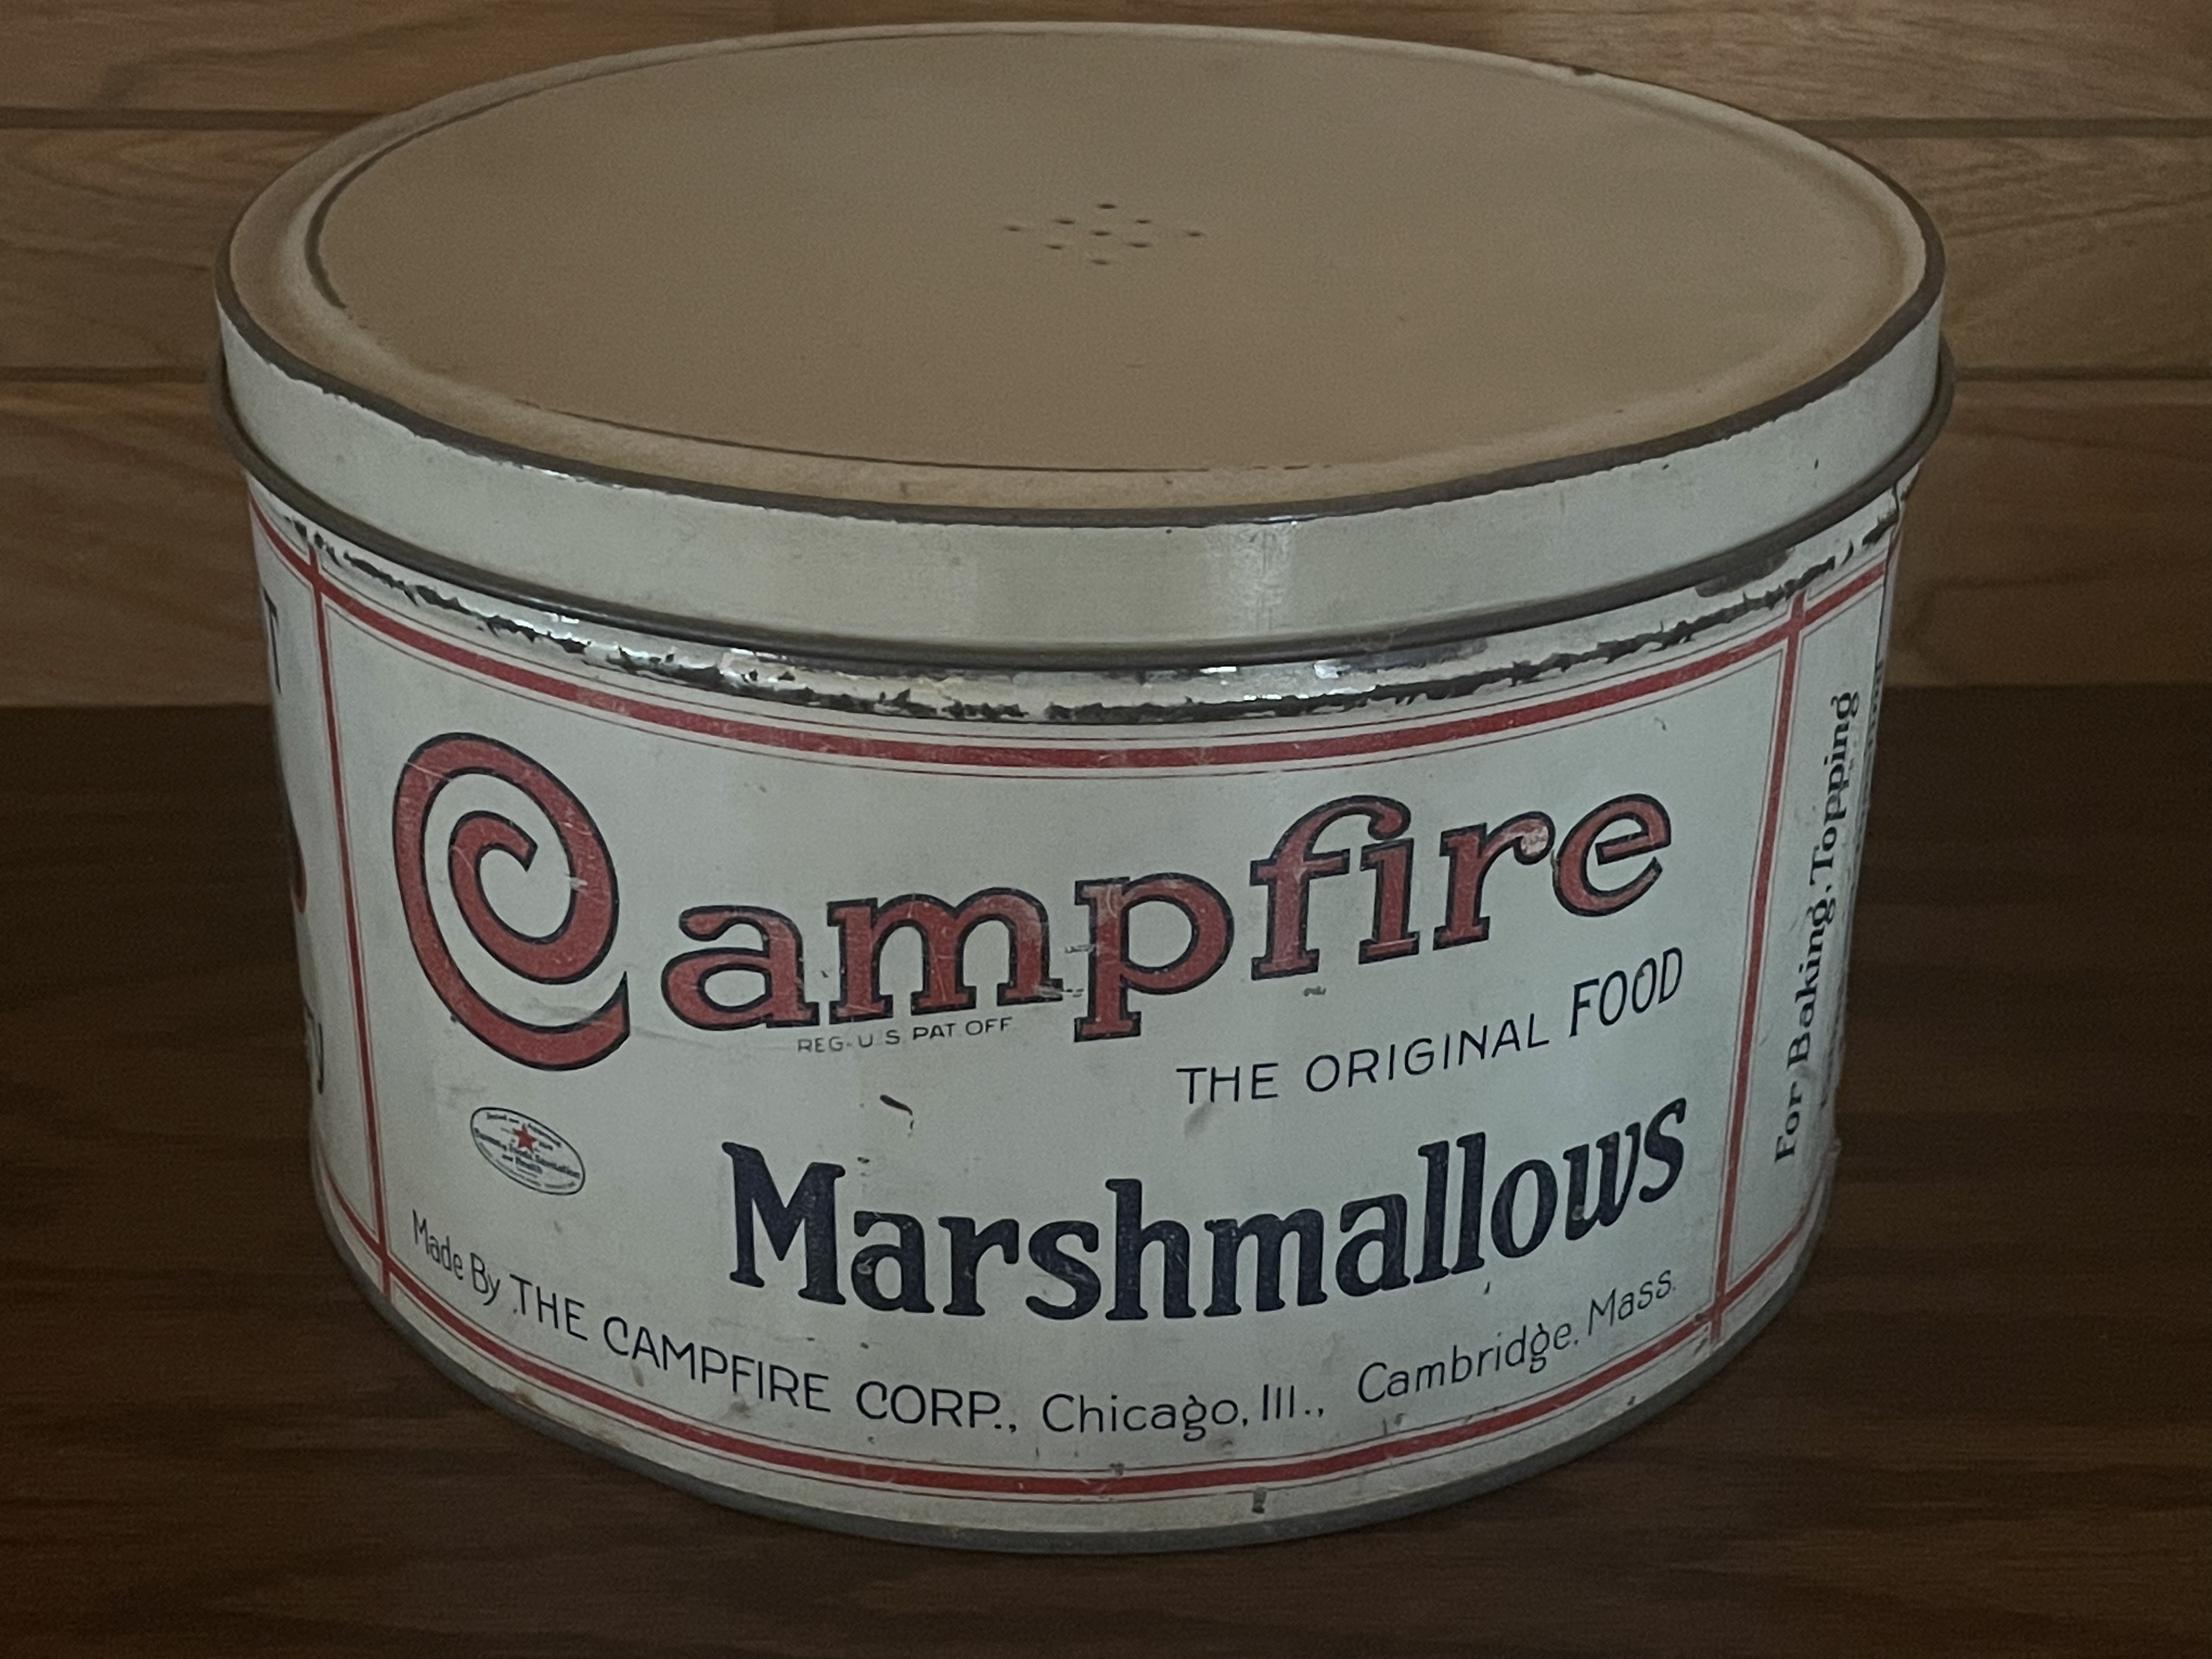 Campfire
REG. U.S. PAT. OFF
THE ORIGINAL FOOD
Marshmallows
Made By THE CAMPFIRE CORP., Chicago, Ill., Cambridge, Mass.
For Baking, Topping